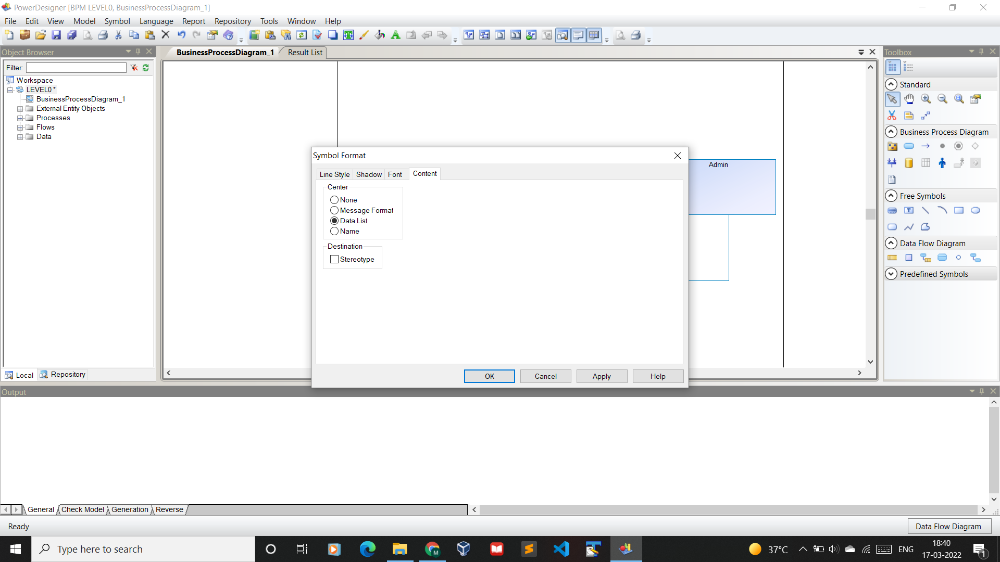 PowerDesigner [BPM LEVEL0, BusinessProcessDiagram_1]
File Edit View Model Symbol Language Report Repository Tools Window Help
Object Browser
BusinessProcessDiagram_1 Result List
Toolbox
Filter:
Workspace
LEVEL0 *
BusinessProcessDiagram_1
External Entity Objects
Processes
Flows
Data
Local Repository
Admin
Symbol Format
Line Style Shadow Font Content
Center
None
Message Format
Data List
Name
Destination
Stereotype
OK Cancel Apply Help
Standard
Business Process Diagram
Free Symbols
Data Flow Diagram
Predefined Symbols
Output
General Check Model Generation Reverse
Ready
Data Flow Diagram
Type here to search
37°C
ENG
18:40
17-03-2022
1